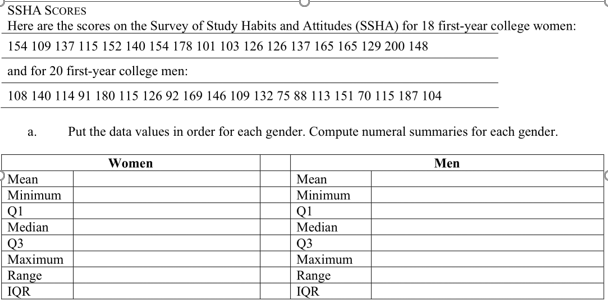 SSHA SCORES
Here are the scores on the Survey of Study Habits and Attitudes (SSHA) for 18 first-year college women:
154 109 137 115 152 140 154 178 101 103 126 126 137 165 165 129 200 148
and for 20 first-year college men:
108 140 114 91 180 115 126 92 169 146 109 132 75 88 113 151 70 115 187 104
a. Put the data values in order for each gender. Compute numeral summaries for each gender.
Women Men
Mean Mean
Minimum Minimum
Q1 Q1
Median Median
Q3 Q3
Maximum Maximum
Range Range
IQR IQR